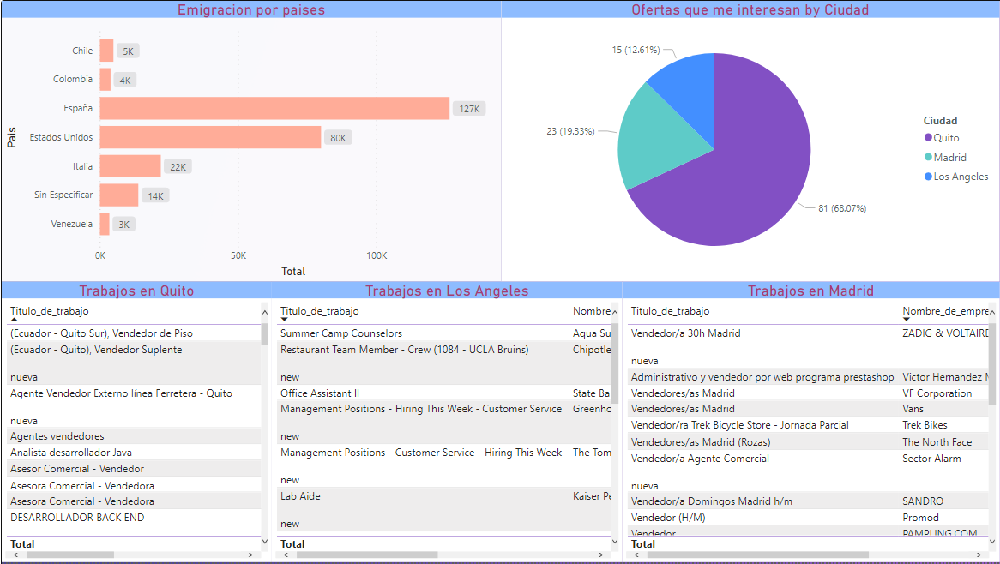 Emigracion por paises
Chile 5K
Colombia 4K
España 127K
Estados Unidos 80K
Italia 22K
Sin Especificar 14K
Venezuela 3K
Pais
0K 50K 100K
Total
Ofertas que me interesan by Ciudad
15 (12.61%)
23 (19.33%)
81 (68.07%)
Ciudad
Quito
Madrid
Los Angeles
Trabajos en Quito
Titulo_de_trabajo
(Ecuador - Quito Sur), Vendedor de Piso
(Ecuador - Quito), Vendedor Suplente
nueva
Agente Vendedor Externo línea Ferretera - Quito
nueva
Agentes vendedores
Analista desarrollador Java
Asesor Comercial - Vendedor
Asesora Comercial - Vendedora
Asesora Comercial - Vendedora
DESARROLLADOR BACK END
Total
Trabajos en Los Angeles
Titulo_de_trabajo Nombre
Summer Camp Counselors Aqua Su
Restaurant Team Member - Crew (1084 - UCLA Bruins) Chipotle
new
Office Assistant II State Ba
Management Positions - Hiring This Week - Customer Service Greenho
new
Management Positions - Customer Service - Hiring This Week The Tom
new
Lab Aide Kaiser Pe
new
Total
Trabajos en Madrid
Titulo_de_trabajo Nombre_de_empre
Vendedor/a 30h Madrid ZADIG & VOLTAIRE
nueva
Administrativo y vendedor por web programa prestashop Victor Hernandez
Vendedores/as Madrid VF Corporation
Vendedores/as Madrid Vans
Vendedor/ra Trek Bicycle Store - Jornada Parcial Trek Bikes
Vendedores/as Madrid (Rozas) The North Face
Vendedor/a Agente Comercial Sector Alarm
nueva
Vendedor/a Domingos Madrid h/m SANDRO
Vendedor (H/M) Promod
Vendedor PAMPLING.COM
Total